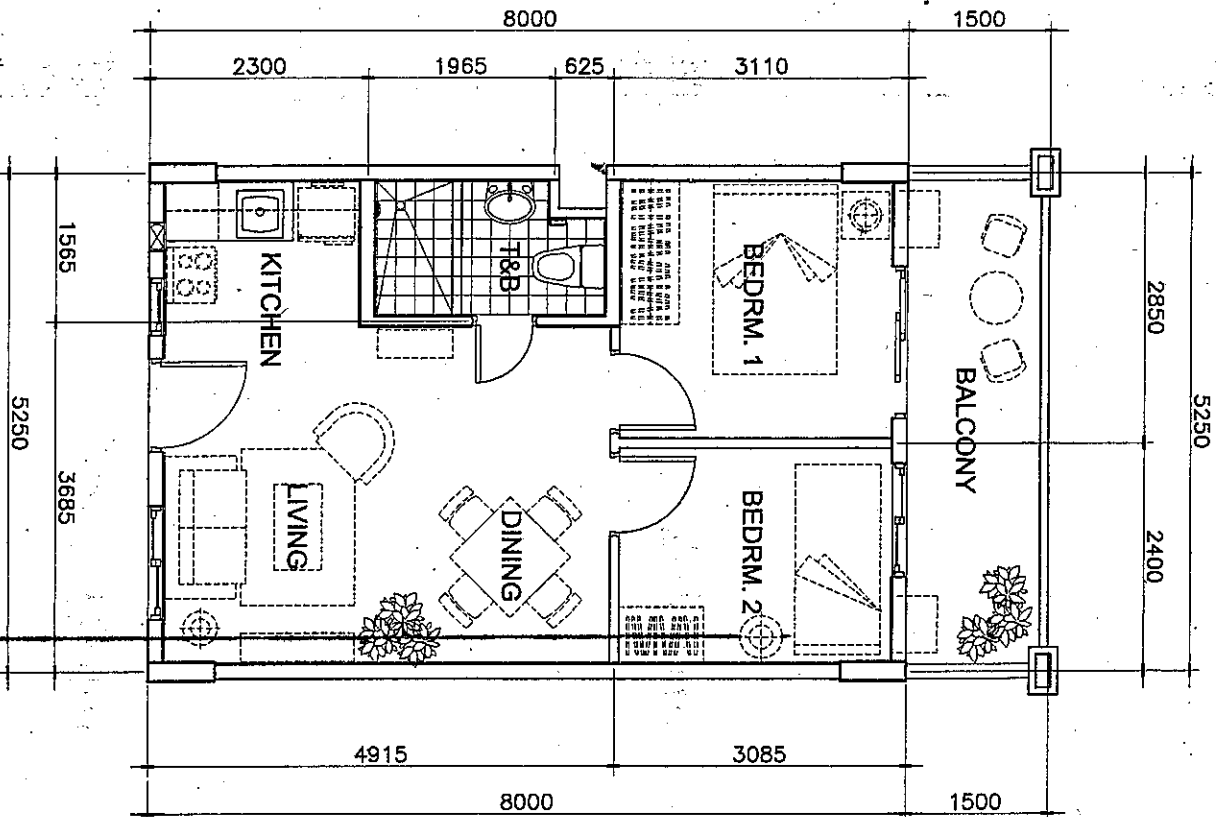 8000
1500
2300
1965
625
3110
1565
3685
5250
KITCHEN
T&B
BEDRM. 1
BALCONY
2850
2400
5250
LIVING
DINING
BEDRM. 2
4915
3085
8000
1500